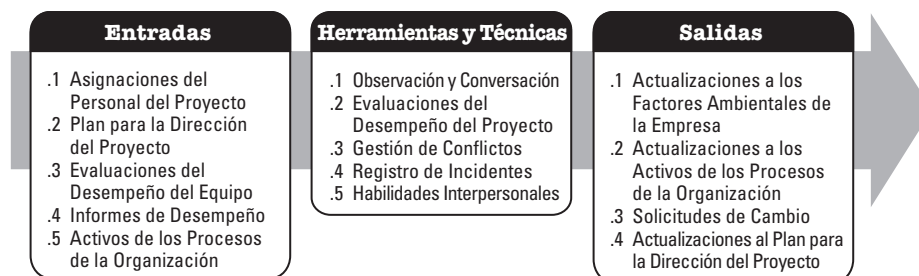 Entradas
.1 Asignaciones del
Personal del Proyecto
.2 Plan para la Dirección
del Proyecto
.3 Evaluaciones del
Desempeño del Equipo
.4 Informes de Desempeño
.5 Activos de los Procesos
de la Organización
Herramientas y Técnicas
.1 Observación y Conversación
.2 Evaluaciones del
Desempeño del Proyecto
.3 Gestión de Conflictos
.4 Registro de Incidentes
.5 Habilidades Interpersonales
Salidas
.1 Actualizaciones a los
Factores Ambientales de
la Empresa
.2 Actualizaciones a los
Activos de los Procesos
de la Organización
.3 Solicitudes de Cambio
.4 Actualizaciones al Plan para
la Dirección del Proyecto